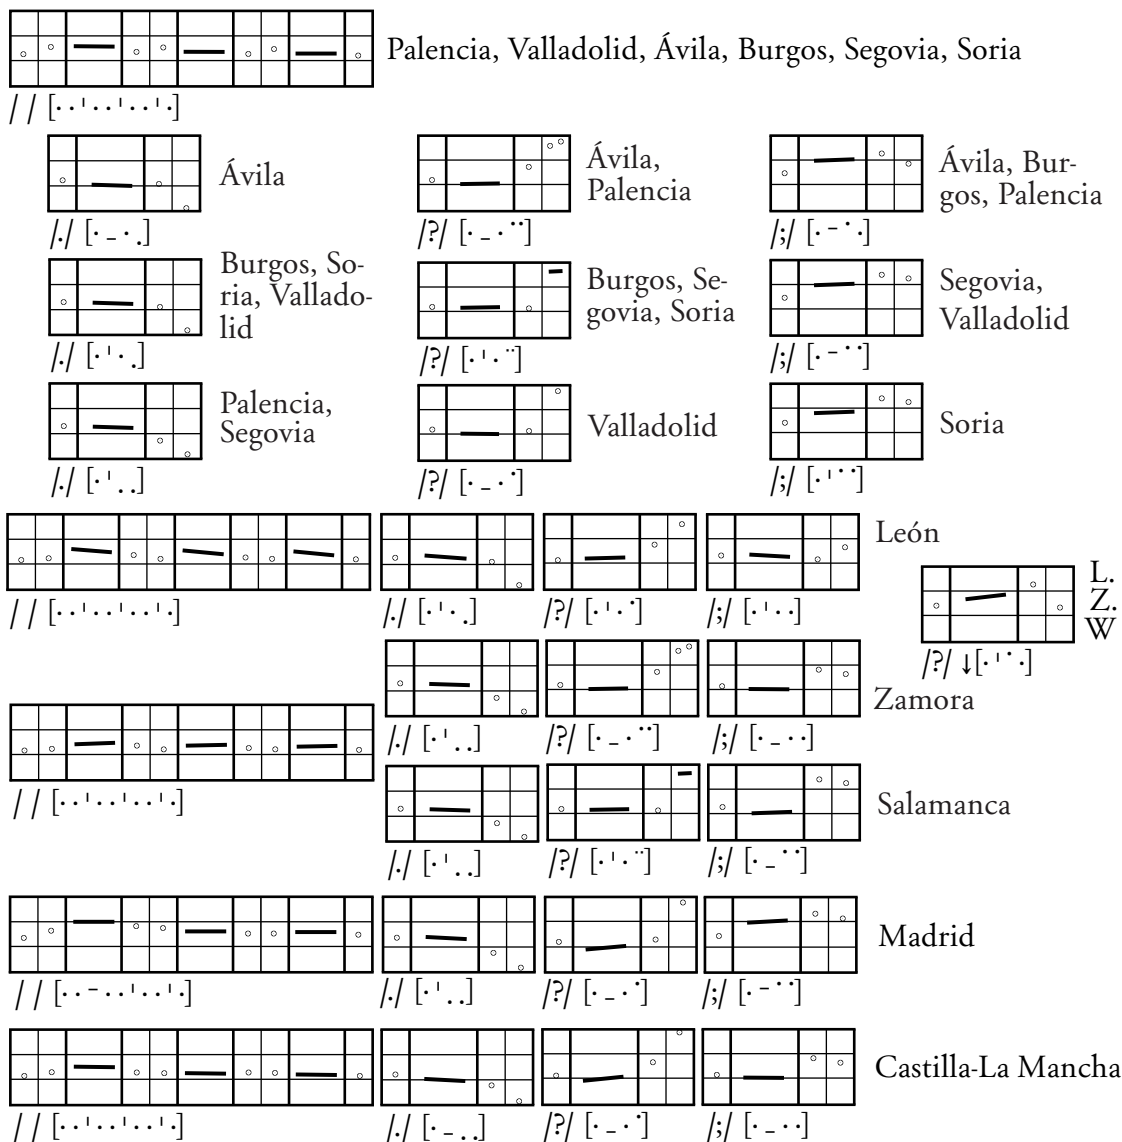 Palencia, Valladolid, Ávila, Burgos, Segovia, Soria
/ / [· · ˈ · · ˈ · · ˈ ·]
Ávila
/./ [· – · .]
Ávila,
Palencia
/?/ [· – · ¨]
Ávila, Bur-
gos, Palencia
/;/ [· ¯ ˙ ·]
Burgos, So-
ria, Vallado-
lid
/./ [· ˈ · .]
Burgos, Se-
govia, Soria
/?/ [· ˈ · ¨]
Segovia,
Valladolid
/;/ [· ¯ ˙ ˙]
Palencia,
Segovia
/./ [· ˈ . .]
Valladolid
/?/ [· – · ˙]
Soria
/;/ [· ˈ ˙ ˙]
León
/ / [· · ˈ · · ˈ · · ˈ ·]
/./ [· ˈ · .]
/?/ [· ˈ · ˙]
/;/ [· ˈ · ·]
L.
Z.
W
/?/ ↓[· ˈ ˙ ·]
Zamora
/./ [· ˈ . .]
/?/ [· – · ¨]
/;/ [· – · ·]
/ / [· · ˈ · · ˈ · · ˈ ·]
Salamanca
/./ [· ˈ . .]
/?/ [· ˈ · ¨]
/;/ [· – ˙ ˙]
Madrid
/ / [· · ¯ · · ˈ · · ˈ ·]
/./ [· ˈ . .]
/?/ [· – · ˙]
/;/ [· ¯ ˙ ˙]
Castilla-La Mancha
/ / [· · ˈ · · ˈ · · ˈ ·]
/./ [· – . .]
/?/ [· – · ˙]
/;/ [· – · ·]